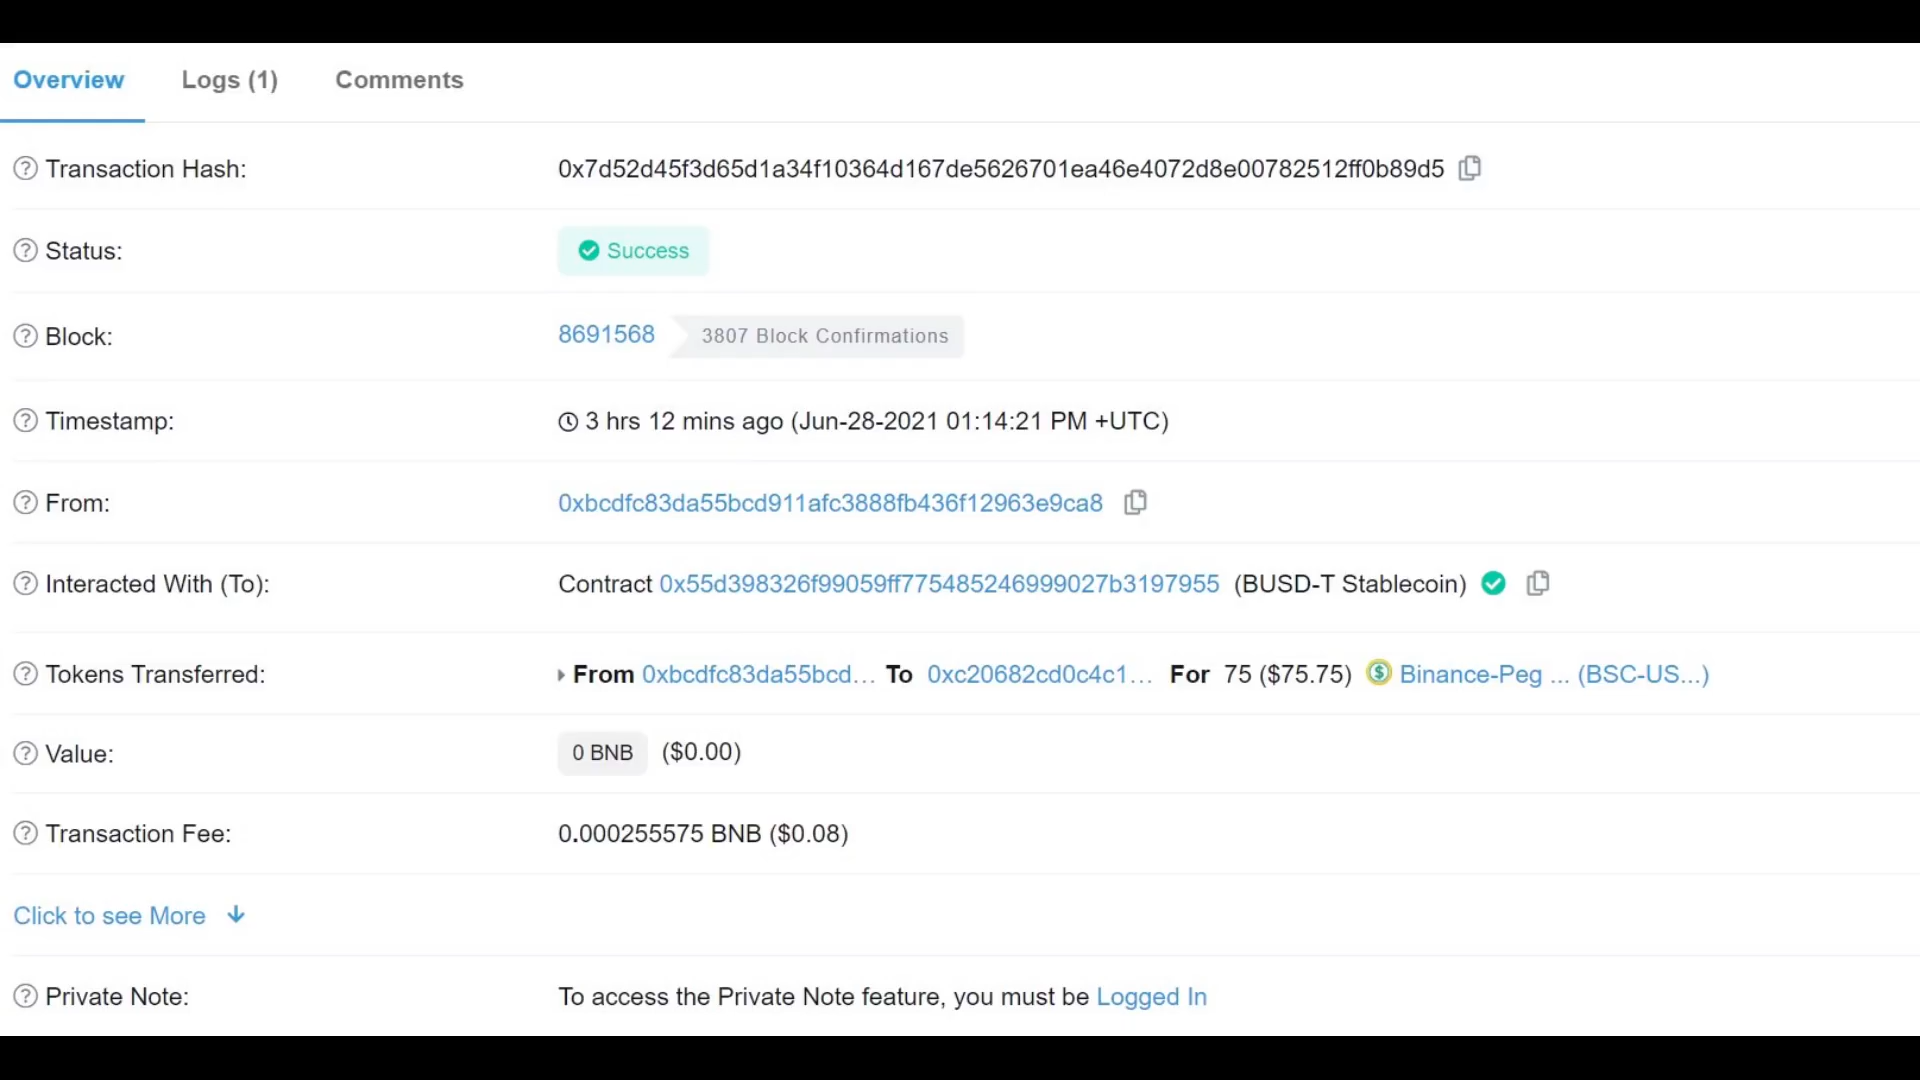 Overview Logs (1) Comments
Transaction Hash: 0x7d52d45f3d65d1a34f10364d167de5626701ea46e4072d8e00782512ff0b89d5
Status: Success
Block: 8691568 3807 Block Confirmations
Timestamp: 3 hrs 12 mins ago (Jun-28-2021 01:14:21 PM +UTC)
From: 0xbcdfc83da55bcd911afc3888fb436f12963e9ca8
Interacted With (To): Contract 0x55d398326f99059ff775485246999027b3197955 (BUSD-T Stablecoin)
Tokens Transferred: From 0xbcdfc83da55bcd... To 0xc20682cd0c4c1... For 75 ($75.75) Binance-Peg ... (BSC-US...)
Value: 0 BNB ($0.00)
Transaction Fee: 0.000255575 BNB ($0.08)
Click to see More
Private Note: To access the Private Note feature, you must be Logged In